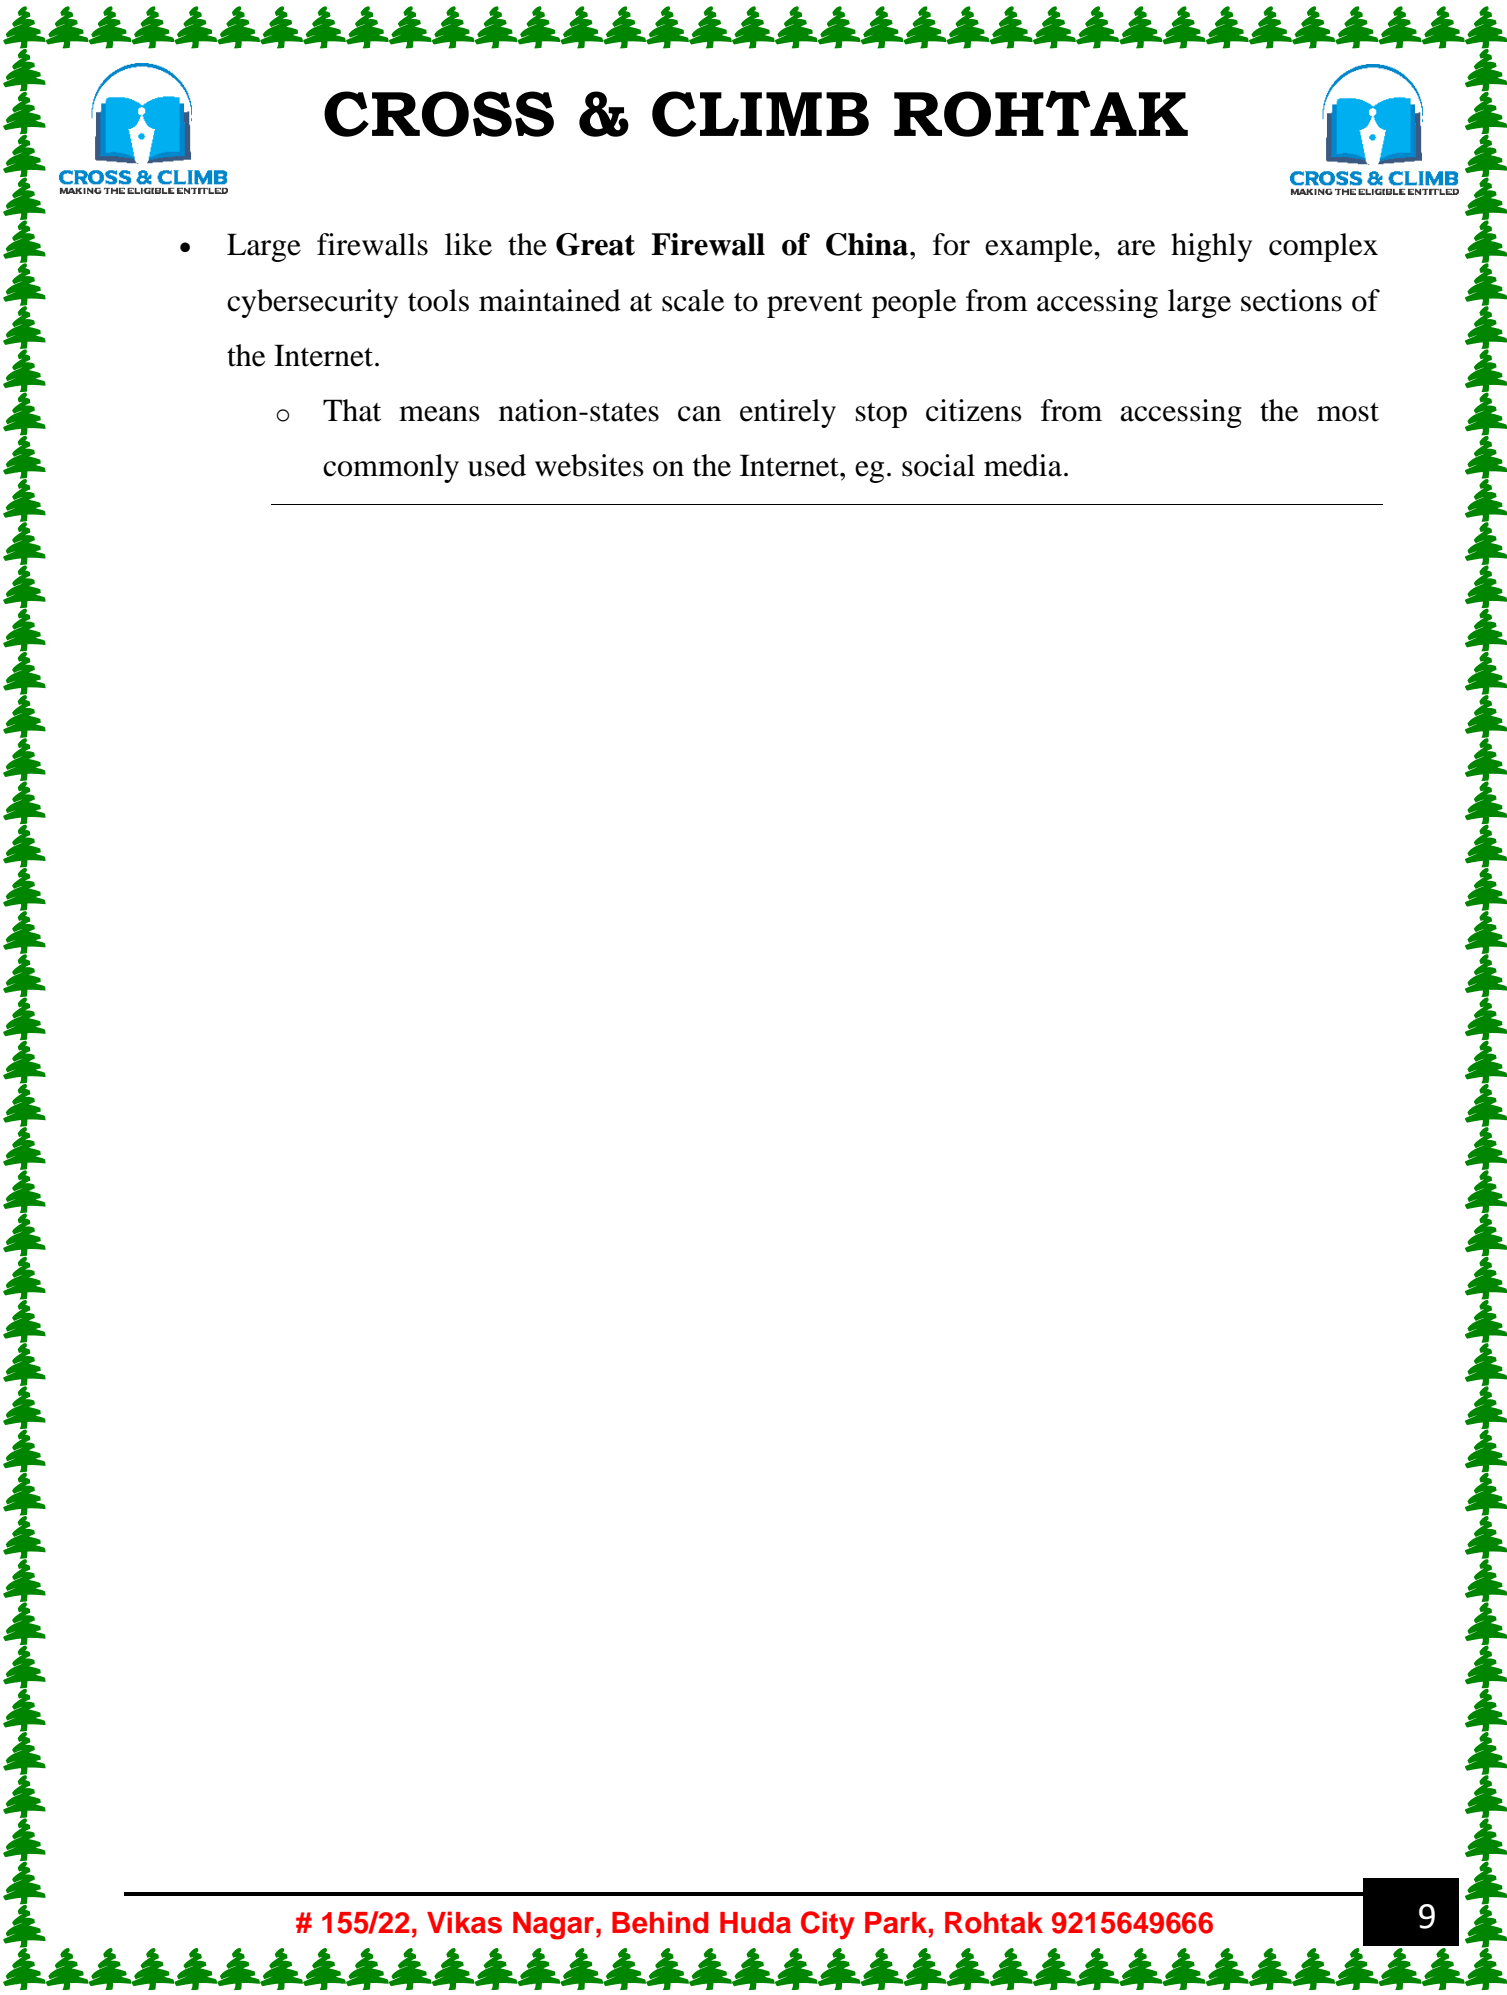 CROSS & CLIMB ROHTAK
CROSS & CLIMB
MAKING THE ELIGIBLE ENTITLED
CROSS & CLIMB
MAKING THE ELIGIBLE ENTITLED
• Large firewalls like the Great Firewall of China, for example, are highly complex
cybersecurity tools maintained at scale to prevent people from accessing large sections of
the Internet.
o That means nation-states can entirely stop citizens from accessing the most
commonly used websites on the Internet, eg. social media.
# 155/22, Vikas Nagar, Behind Huda City Park, Rohtak 9215649666
9